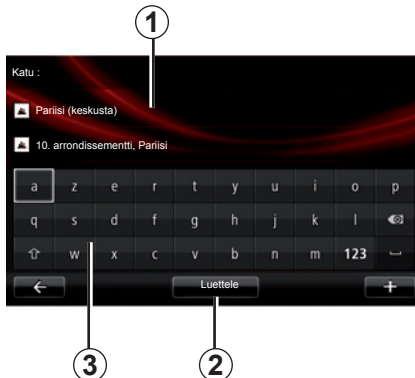 1
Katu :
Pariisi (keskusta)
10. arrondissementti, Pariisi
a z e r t y u i o p
q s d f g h j k l
w x c v b n m 123
Luettele
3 2